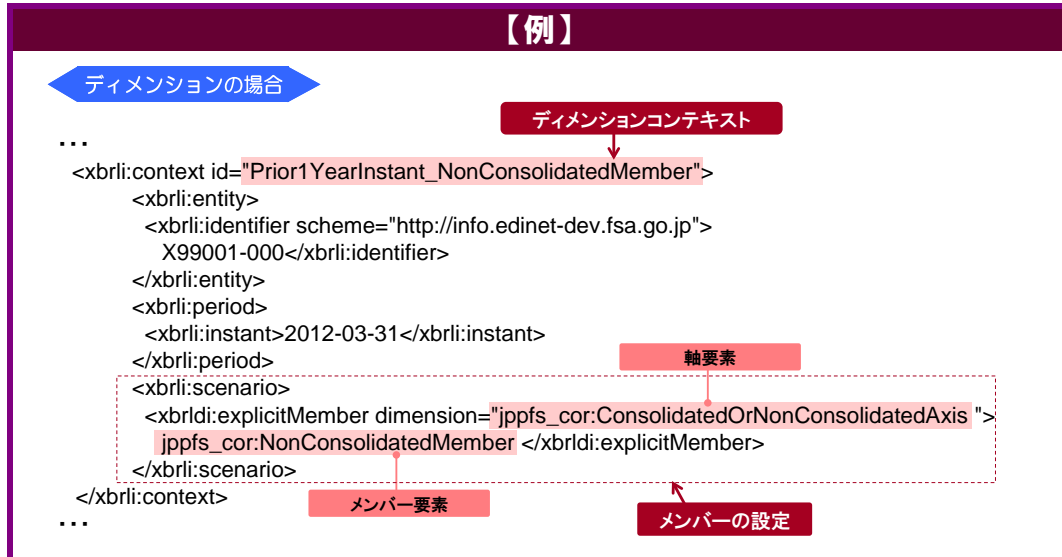 【例】
ディメンションの場合
ディメンションコンテキスト
...
<xbrli:context id="Prior1YearInstant_NonConsolidatedMember">
<xbrli:entity>
<xbrli:identifier scheme="http://info.edinet-dev.fsa.go.jp">
X99001-000</xbrli:identifier>
</xbrli:entity>
<xbrli:period>
<xbrli:instant>2012-03-31</xbrli:instant>
</xbrli:period>
軸要素
<xbrli:scenario>
<xbrldi:explicitMember dimension="jppfs_cor:ConsolidatedOrNonConsolidatedAxis ">
jppfs_cor:NonConsolidatedMember </xbrldi:explicitMember>
</xbrli:scenario>
</xbrli:context>
メンバー要素
メンバーの設定
...